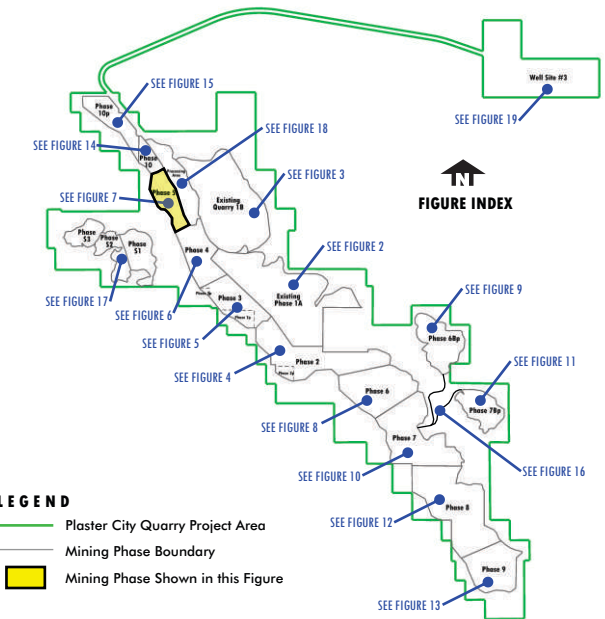 Well Site #3
SEE FIGURE 15
Phase
10p
SEE FIGURE 19
SEE FIGURE 18
SEE FIGURE 14
Phase
10
Processing
Area
SEE FIGURE 3
N
FIGURE INDEX
SEE FIGURE 7
Phase 5
Existing
Quarry 1B
Phase
S3
Phase
S2
Phase
S1
SEE FIGURE 2
Phase 4
SEE FIGURE 17
SEE FIGURE 9
Phase 3
Existing
Phase 1A
SEE FIGURE 6
Phase 6Bp
SEE FIGURE 5
SEE FIGURE 11
SEE FIGURE 4
Phase 2
Phase 6
Phase 7Bp
SEE FIGURE 8
Phase 7
SEE FIGURE 10
SEE FIGURE 16
LEGEND
Plaster City Quarry Project Area
Mining Phase Boundary
Mining Phase Shown in this Figure
Phase 8
SEE FIGURE 12
Phase 9
SEE FIGURE 13